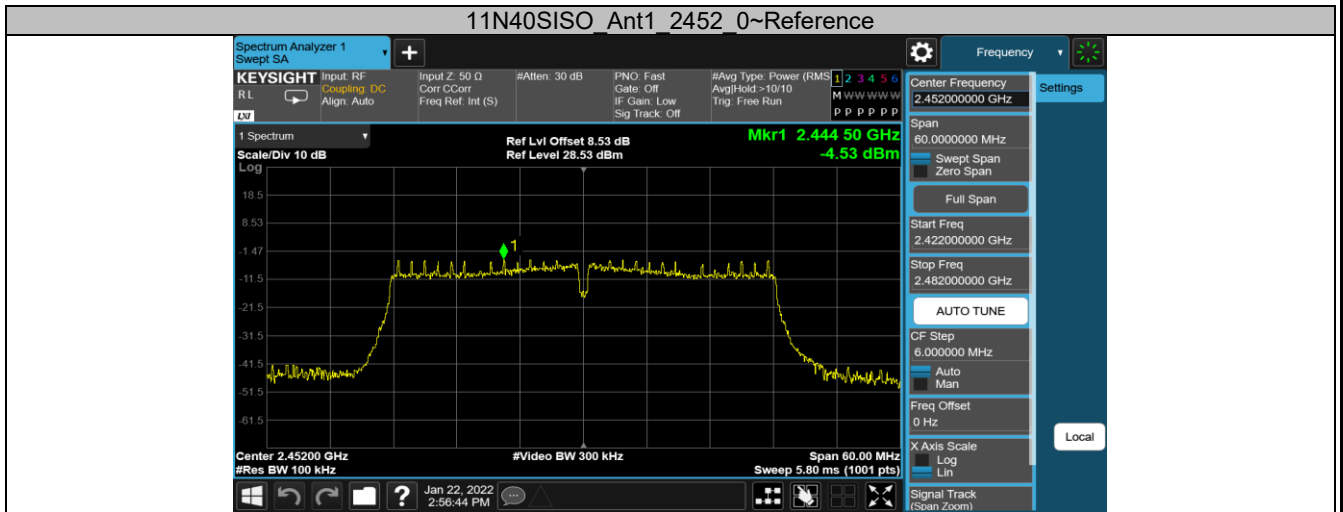 11N40SISO_Ant1_2452_0~Reference
Spectrum Analyzer 1
Swept SA
+
Frequency
KEYSIGHT
RL
LXI
Input: RF
Coupling: DC
Align: Auto
Input Z: 50 Ω
Corr CCorr
Freq Ref: Int (S)
#Atten: 30 dB
PNO: Fast
Gate: Off
IF Gain: Low
Sig Track: Off
#Avg Type: Power (RMS
Avg|Hold:>10/10
Trig: Free Run
1 2 3 4 5 6
M W W W W W
P P P P P P
1 Spectrum
Scale/Div 10 dB
Log
Ref Lvl Offset 8.53 dB
Ref Level 28.53 dBm
Mkr1 2.444 50 GHz
-4.53 dBm
18.5
8.53
-1.47
-11.5
-21.5
-31.5
-41.5
-51.5
-61.5
1
Center 2.45200 GHz
#Res BW 100 kHz
#Video BW 300 kHz
Span 60.00 MHz
Sweep 5.80 ms (1001 pts)
Center Frequency
2.452000000 GHz
Span
60.0000000 MHz
Swept Span
Zero Span
Full Span
Start Freq
2.422000000 GHz
Stop Freq
2.482000000 GHz
AUTO TUNE
CF Step
6.000000 MHz
Auto
Man
Freq Offset
0 Hz
X Axis Scale
Log
Lin
Signal Track
(Span Zoom)
Settings
Local
?
Jan 22, 2022
2:56:44 PM